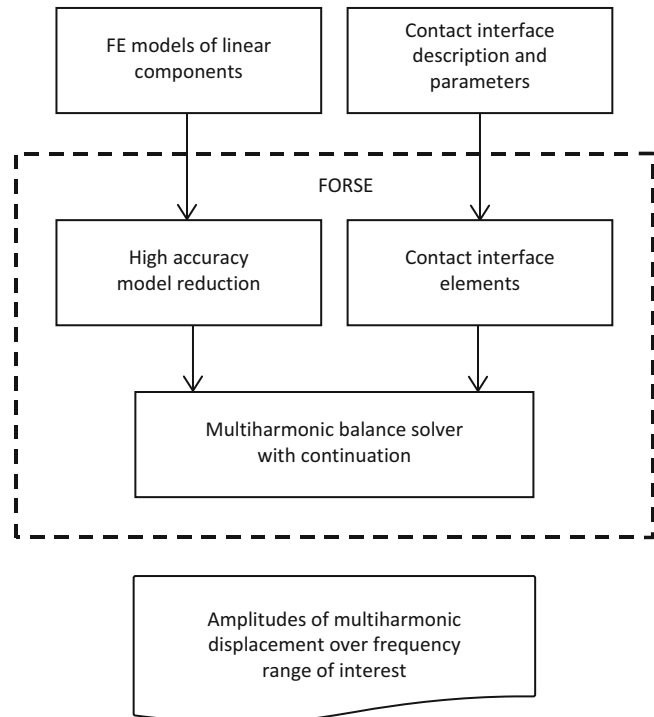 FE models of linear
components
Contact interface
description and
parameters
FORSE
High accuracy
model reduction
Contact interface
elements
Multiharmonic balance solver
with continuation
Amplitudes of multiharmonic
displacement over frequency
range of interest